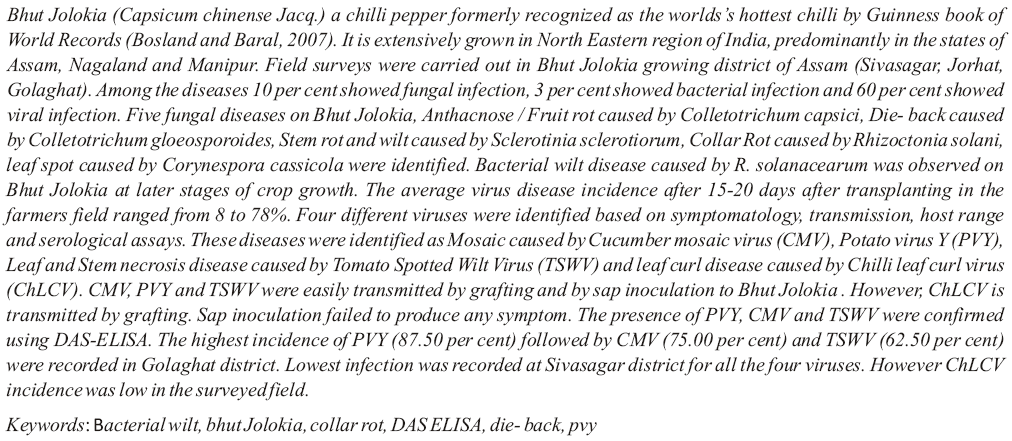 Bhut Jolokia (Capsicum chinense Jacq.) a chilli pepper formerly recognized as the worlds's hottest chilli by Guinness book of
World Records (Bosland and Baral, 2007). It is extensively grown in North Eastern region of India, predominantly in the states of
Assam, Nagaland and Manipur. Field surveys were carried out in Bhut Jolokia growing district of Assam (Sivasagar, Jorhat,
Golaghat). Among the diseases 10 per cent showed fungal infection, 3 per cent showed bacterial infection and 60 per cent showed
viral infection. Five fungal diseases on Bhut Jolokia, Anthacnose / Fruit rot caused by Colletotrichum capsici, Die- back caused
by Colletotrichum gloeosporoides, Stem rot and wilt caused by Sclerotinia sclerotiorum, Collar Rot caused by Rhizoctonia solani,
leaf spot caused by Corynespora cassicola were identified. Bacterial wilt disease caused by R. solanacearum was observed on
Bhut Jolokia at later stages of crop growth. The average virus disease incidence after 15-20 days after transplanting in the
farmers field ranged from 8 to 78%. Four different viruses were identified based on symptomatology, transmission, host range
and serological assays. These diseases were identified as Mosaic caused by Cucumber mosaic virus (CMV), Potato virus Y (PVY),
Leaf and Stem necrosis disease caused by Tomato Spotted Wilt Virus (TSWV) and leaf curl disease caused by Chilli leaf curl virus
(ChLCV). CMV, PVY and TSWV were easily transmitted by grafting and by sap inoculation to Bhut Jolokia . However, ChLCV is
transmitted by grafting. Sap inoculation failed to produce any symptom. The presence of PVY, CMV and TSWV were confirmed
using DAS-ELISA. The highest incidence of PVY (87.50 per cent) followed by CMV (75.00 per cent) and TSWV (62.50 per cent)
were recorded in Golaghat district. Lowest infection was recorded at Sivasagar district for all the four viruses. However ChLCV
incidence was low in the surveyed field.
Keywords: Bacterial wilt, bhut Jolokia, collar rot, DAS ELISA, die- back, pvy